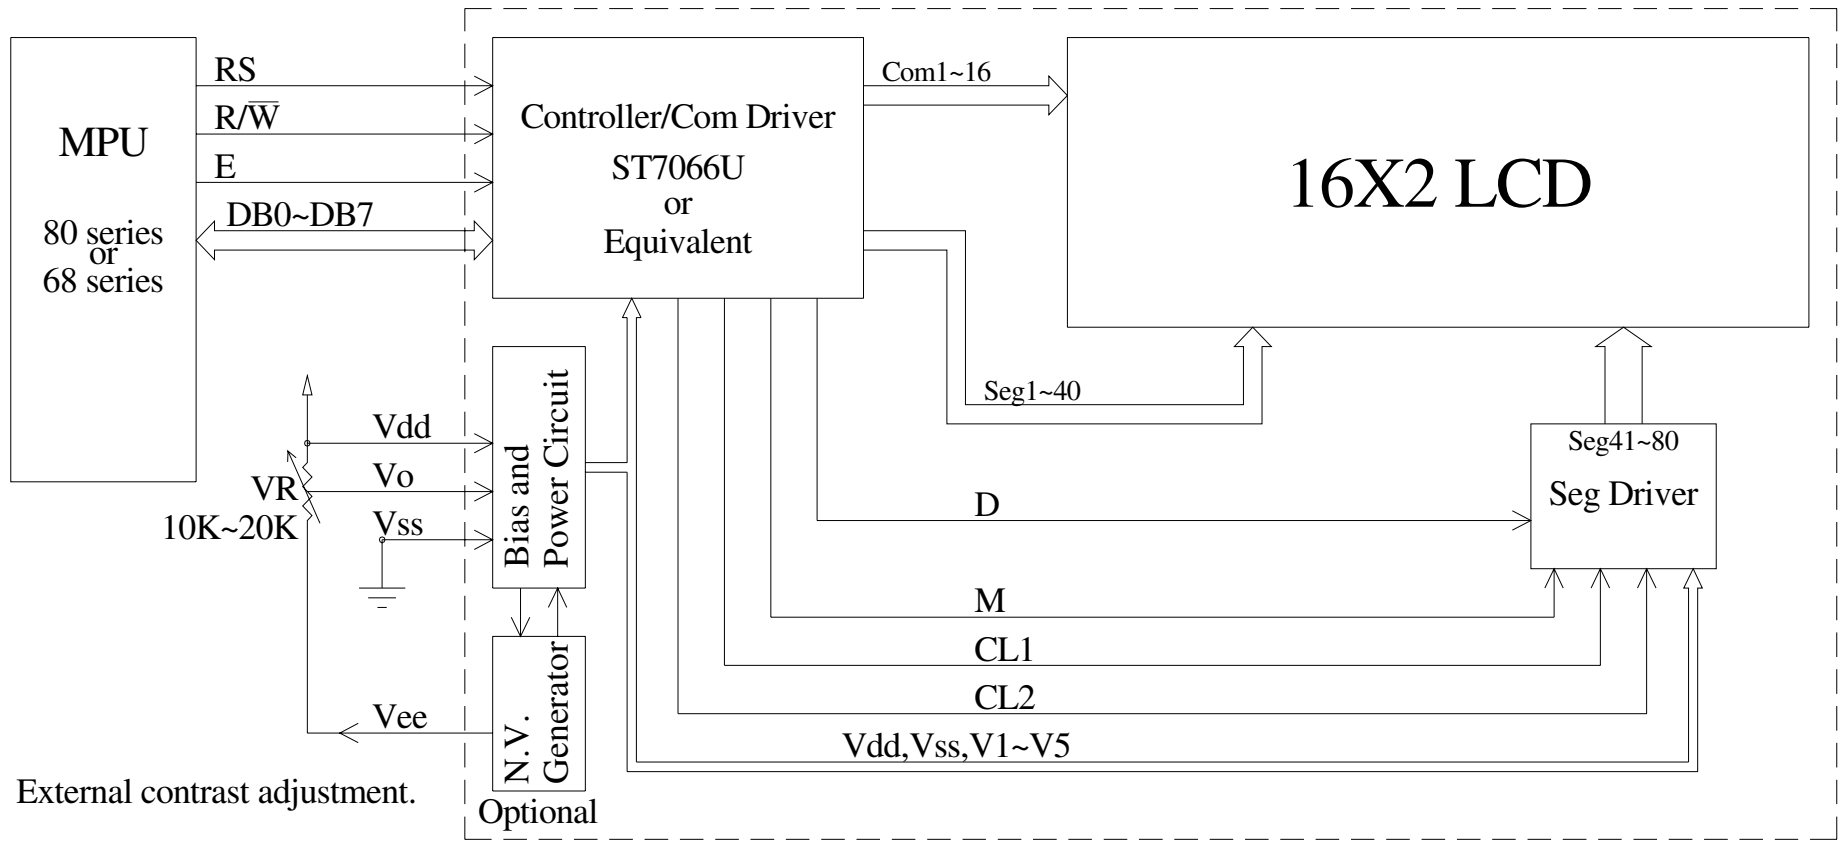 MPU
80 series
or
68 series
RS
R/W̅
E
DB0~DB7
Controller/Com Driver
ST7066U
or
Equivalent
Com1~16
16X2 LCD
Seg1~40
Seg41~80
Seg Driver
Vdd
Vo
Vss
VR
10K~20K
Bias and
Power Circuit
D
M
CL1
CL2
Vdd,Vss,V1~V5
Vee
N.V.
Generator
Optional
External contrast adjustment.